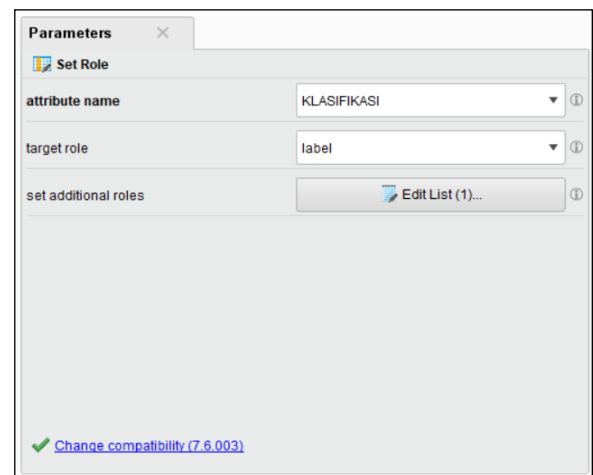 Parameters
Set Role
attribute name
KLASIFIKASI
target role
label
set additional roles
Edit List (1)...
Change compatibility (7.6.003)